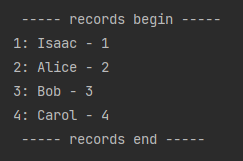 ----- records begin -----
1: Isaac - 1
2: Alice - 2
3: Bob - 3
4: Carol - 4
----- records end -----